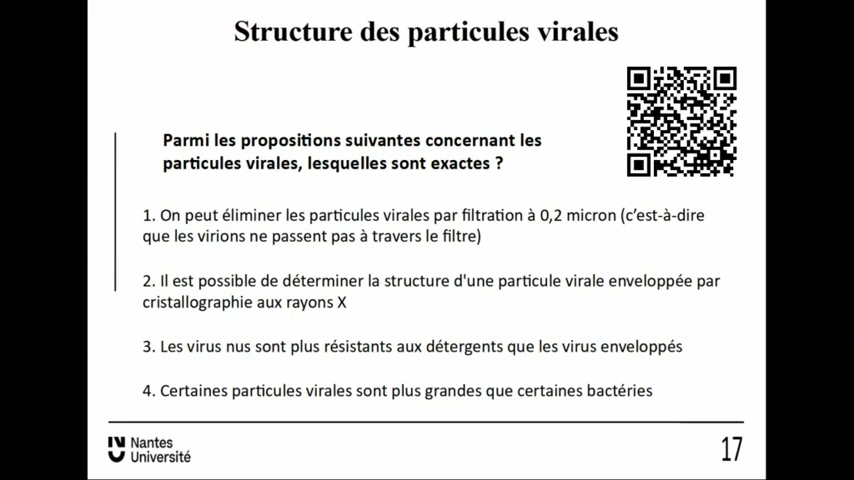 Structure des particules virales
Parmi les propositions suivantes concernant les
particules virales, lesquelles sont exactes ?
1. On peut éliminer les particules virales par filtration à 0,2 micron (c'est-à-dire
que les virions ne passent pas à travers le filtre)
2. Il est possible de déterminer la structure d'une particule virale enveloppée par
cristallographie aux rayons X
3. Les virus nus sont plus résistants aux détergents que les virus enveloppés
4. Certaines particules virales sont plus grandes que certaines bactéries
Nantes
Université
17